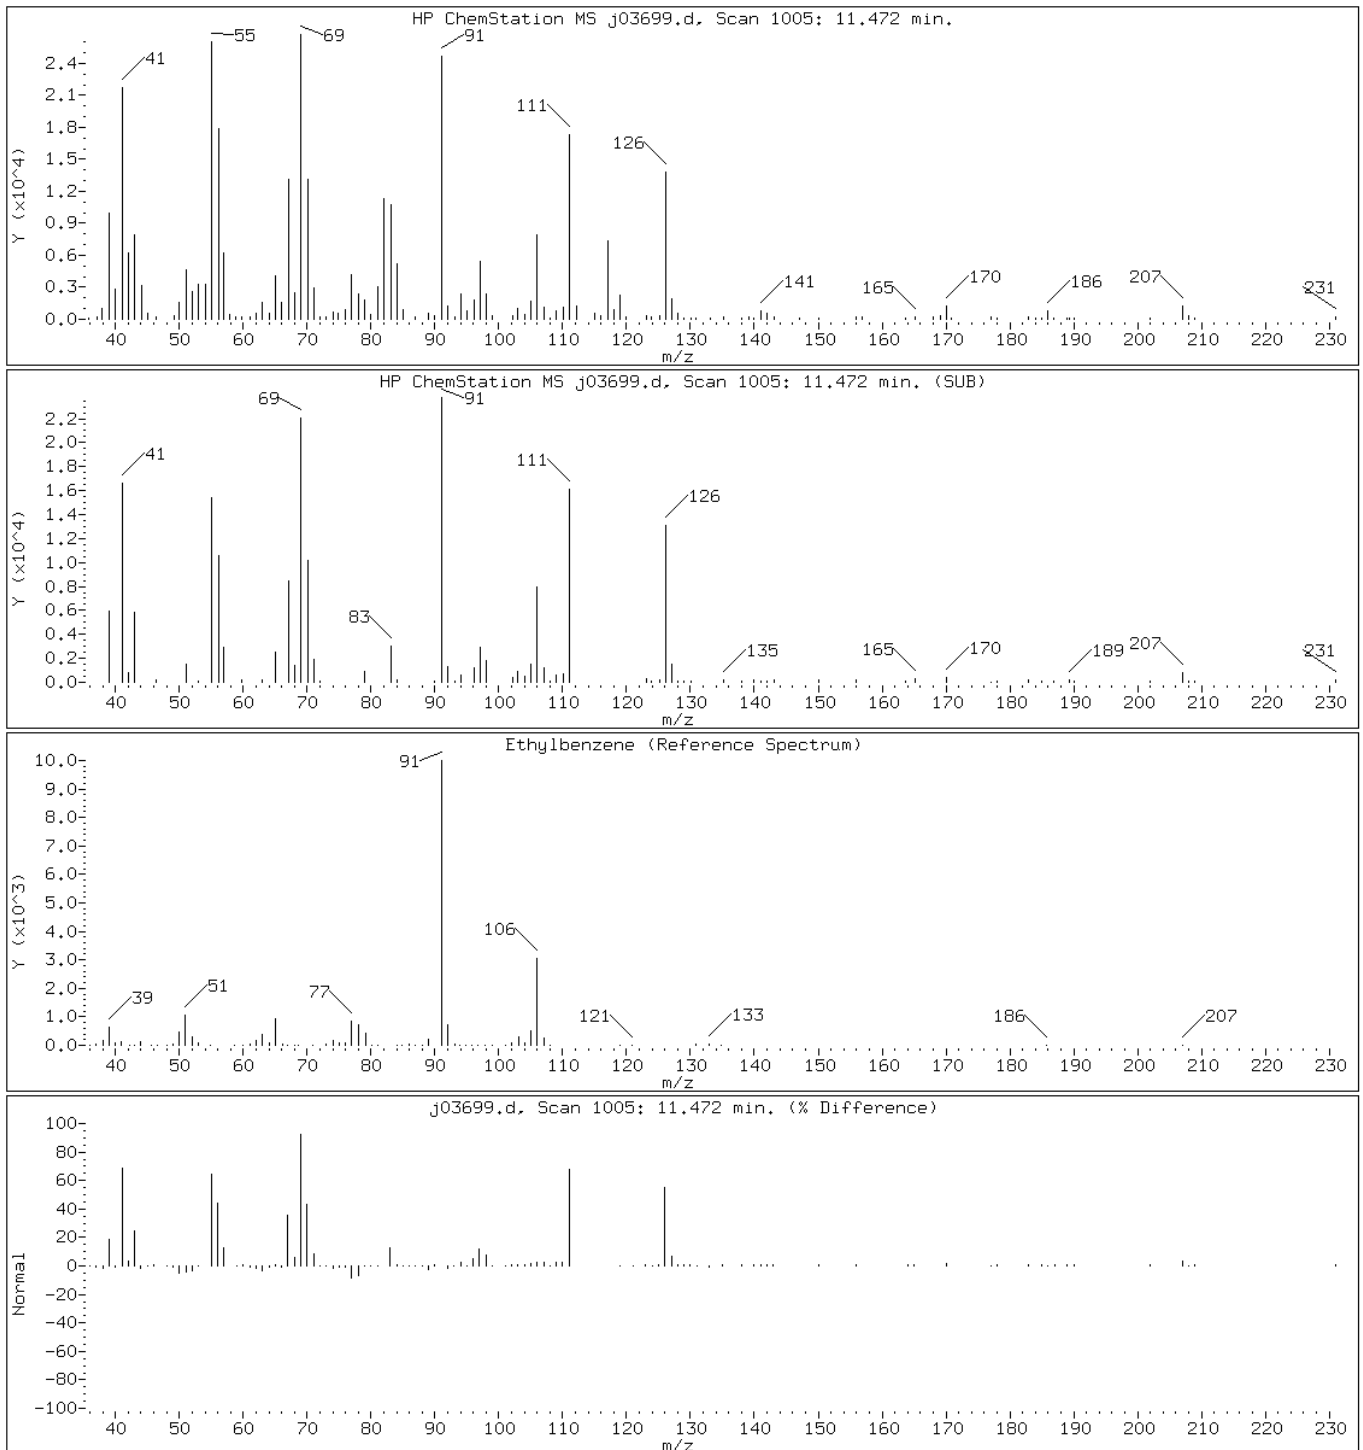 HP ChemStation MS j03699.d, Scan 1005: 11.472 min.
55 69 91
41
2.4-
2.1-
111
1.8-
126
1.5-
Y (x10^4)
1.2-
0.9-
0.6-
0.3-
141 165 170 186 207 231
0.0-
40 50 60 70 80 90 100 110 120 130 140 150 160 170 180 190 200 210 220 230
m/z
HP ChemStation MS j03699.d, Scan 1005: 11.472 min. (SUB)
69 91
2.2-
2.0-
41 111
1.8-
1.6-
126
1.4-
Y (x10^4)
1.2-
1.0-
0.8-
0.6-
83
0.4-
0.2-
135 165 170 189 207 231
0.0-
40 50 60 70 80 90 100 110 120 130 140 150 160 170 180 190 200 210 220 230
m/z
Ethylbenzene (Reference Spectrum)
10.0-
91
9.0-
8.0-
7.0-
6.0-
Y (x10^3)
5.0-
4.0-
106
3.0-
2.0-
39 51 77
1.0-
121 133 186 207
0.0-
40 50 60 70 80 90 100 110 120 130 140 150 160 170 180 190 200 210 220 230
m/z
j03699.d, Scan 1005: 11.472 min. (% Difference)
100-
80-
60-
40-
20-
0-
Normal
-20-
-40-
-60-
-80-
-100-
40 50 60 70 80 90 100 110 120 130 140 150 160 170 180 190 200 210 220 230
m/z